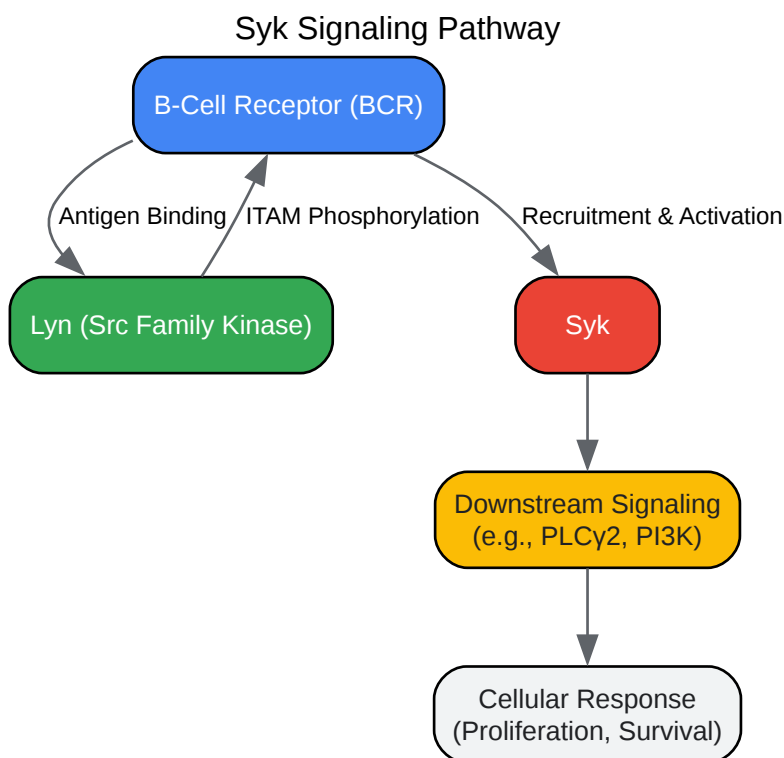 Syk Signaling Pathway
B-Cell Receptor (BCR)
Antigen Binding
ITAM Phosphorylation
Recruitment & Activation
Lyn (Src Family Kinase)
Syk
Downstream Signaling
(e.g., PLCγ2, PI3K)
Cellular Response
(Proliferation, Survival)